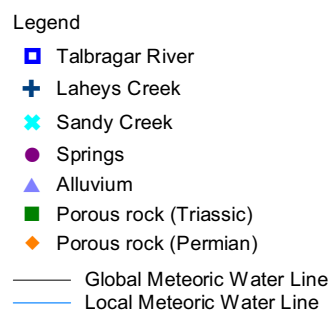 Legend
Talbragar River
Laheys Creek
Sandy Creek
Springs
Alluvium
Porous rock (Triassic)
Porous rock (Permian)
Global Meteoric Water Line
Local Meteoric Water Line